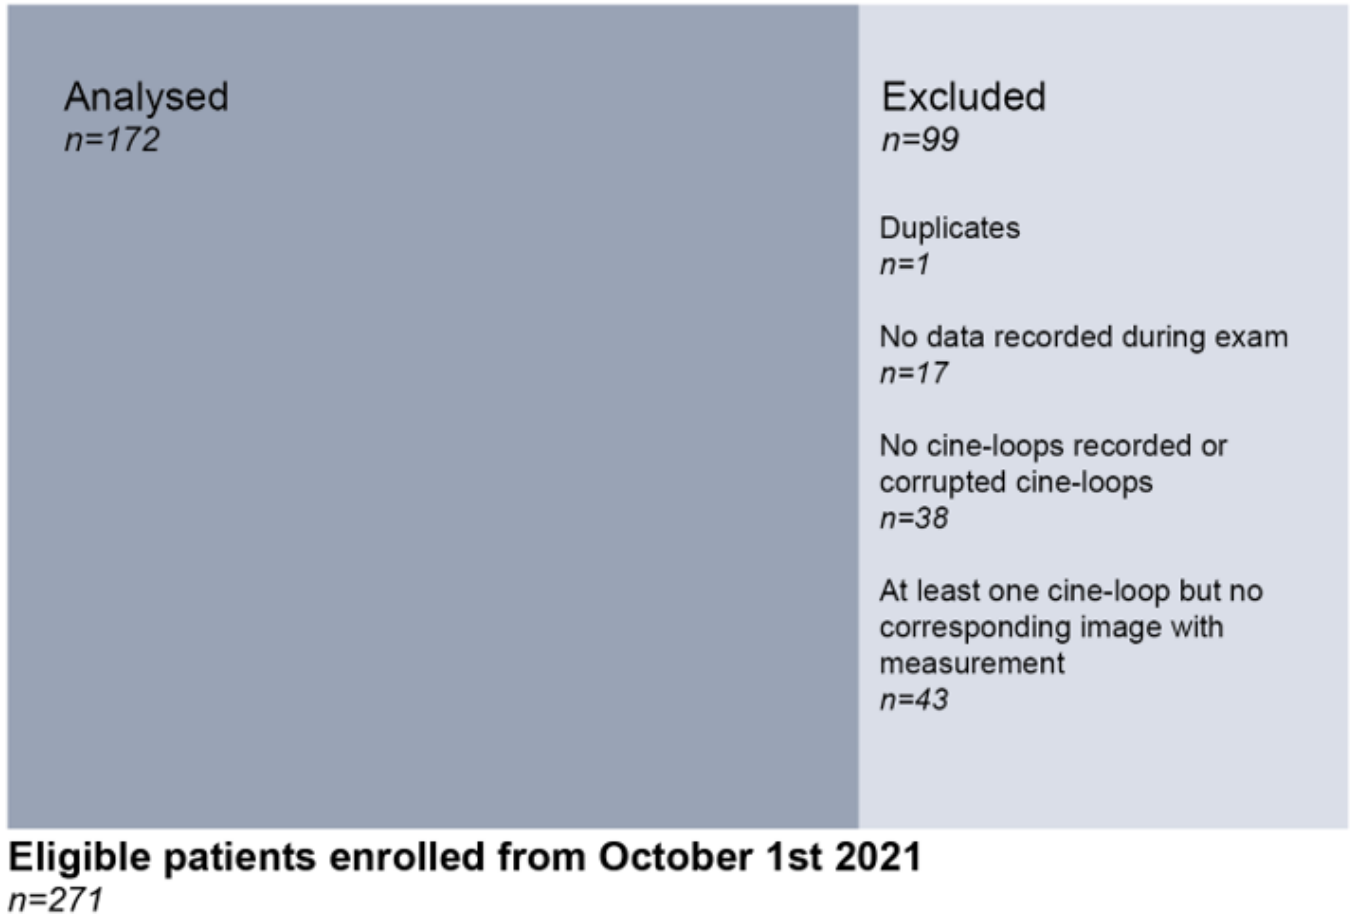 Analysed
n=172
Excluded
n=99
Duplicates
n=1
No data recorded during exam
n=17
No cine-loops recorded or
corrupted cine-loops
n=38
At least one cine-loop but no
corresponding image with
measurement
n=43
Eligible patients enrolled from October 1st 2021
n=271